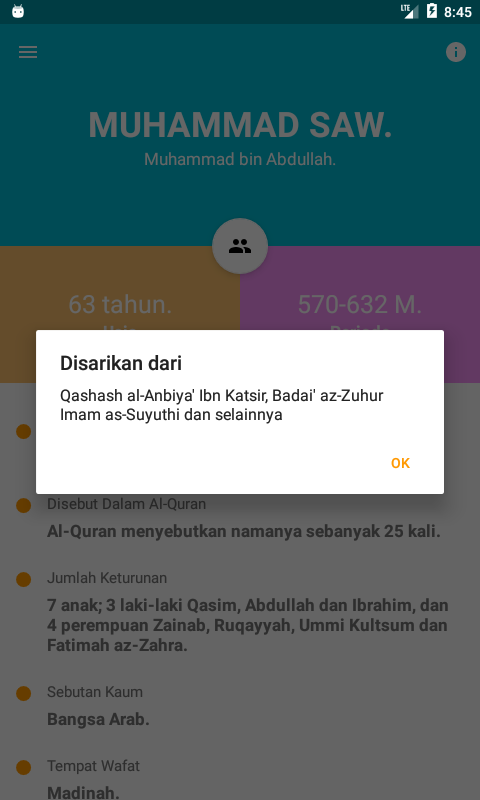 LTE 8:45
MUHAMMAD SAW.
Muhammad bin Abdullah.
63 tahun.
570-632 M.
Disarikan dari
Qashash al-Anbiya' Ibn Katsir, Badai' az-Zuhur
Imam as-Suyuthi dan selainnya
OK
Disebut Dalam Al-Quran
Al-Quran menyebutkan namanya sebanyak 25 kali.
Jumlah Keturunan
7 anak; 3 laki-laki Qasim, Abdullah dan Ibrahim, dan
4 perempuan Zainab, Ruqayyah, Ummi Kultsum dan
Fatimah az-Zahra.
Sebutan Kaum
Bangsa Arab.
Tempat Wafat
Madinah.